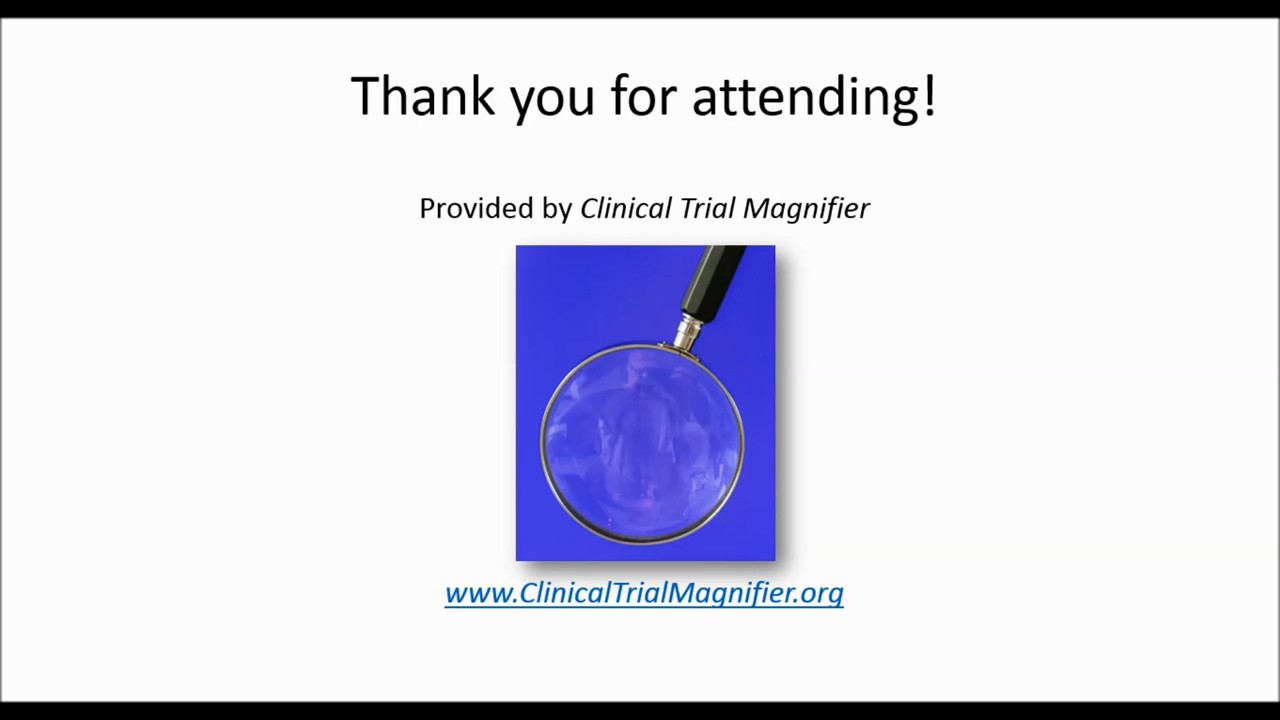 Thank you for attending!
Provided by Clinical Trial Magnifier
www.ClinicalTrialMagnifier.org